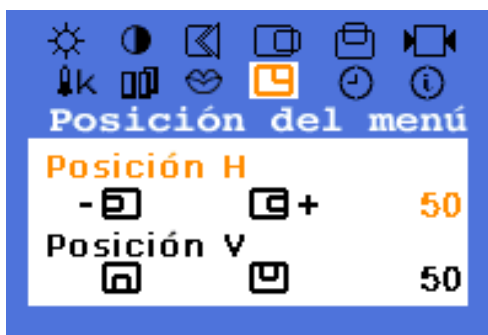 K
Posición del menú
Posición H
- + 50
Posición V
50